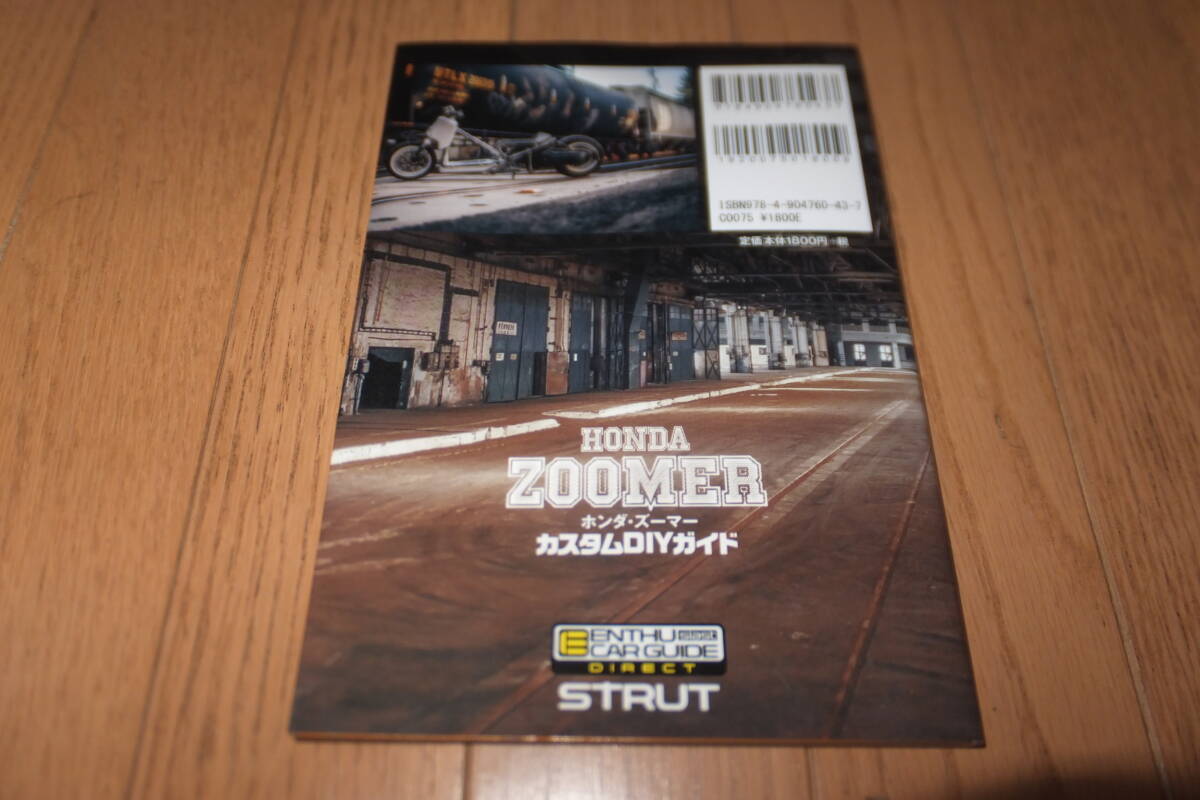 ISBN978-4-904760-43-7
C0075 ¥1800E
定価 本体1800円 +税
HONDA
ZOOMER
ホンダ・ズーマー
カスタムDIYガイド
ENTHU
CAR GUIDE
DIRECT
STRUT